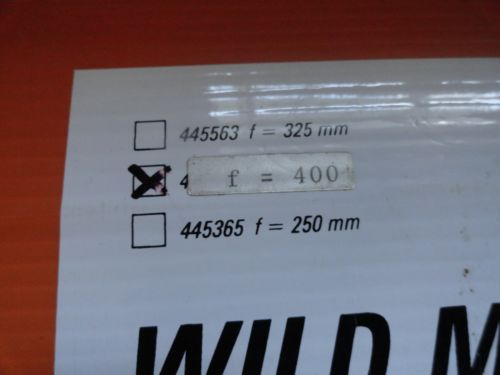 445563 f = 325 mm
4 f = 400
445365 f = 250 mm
WILD M